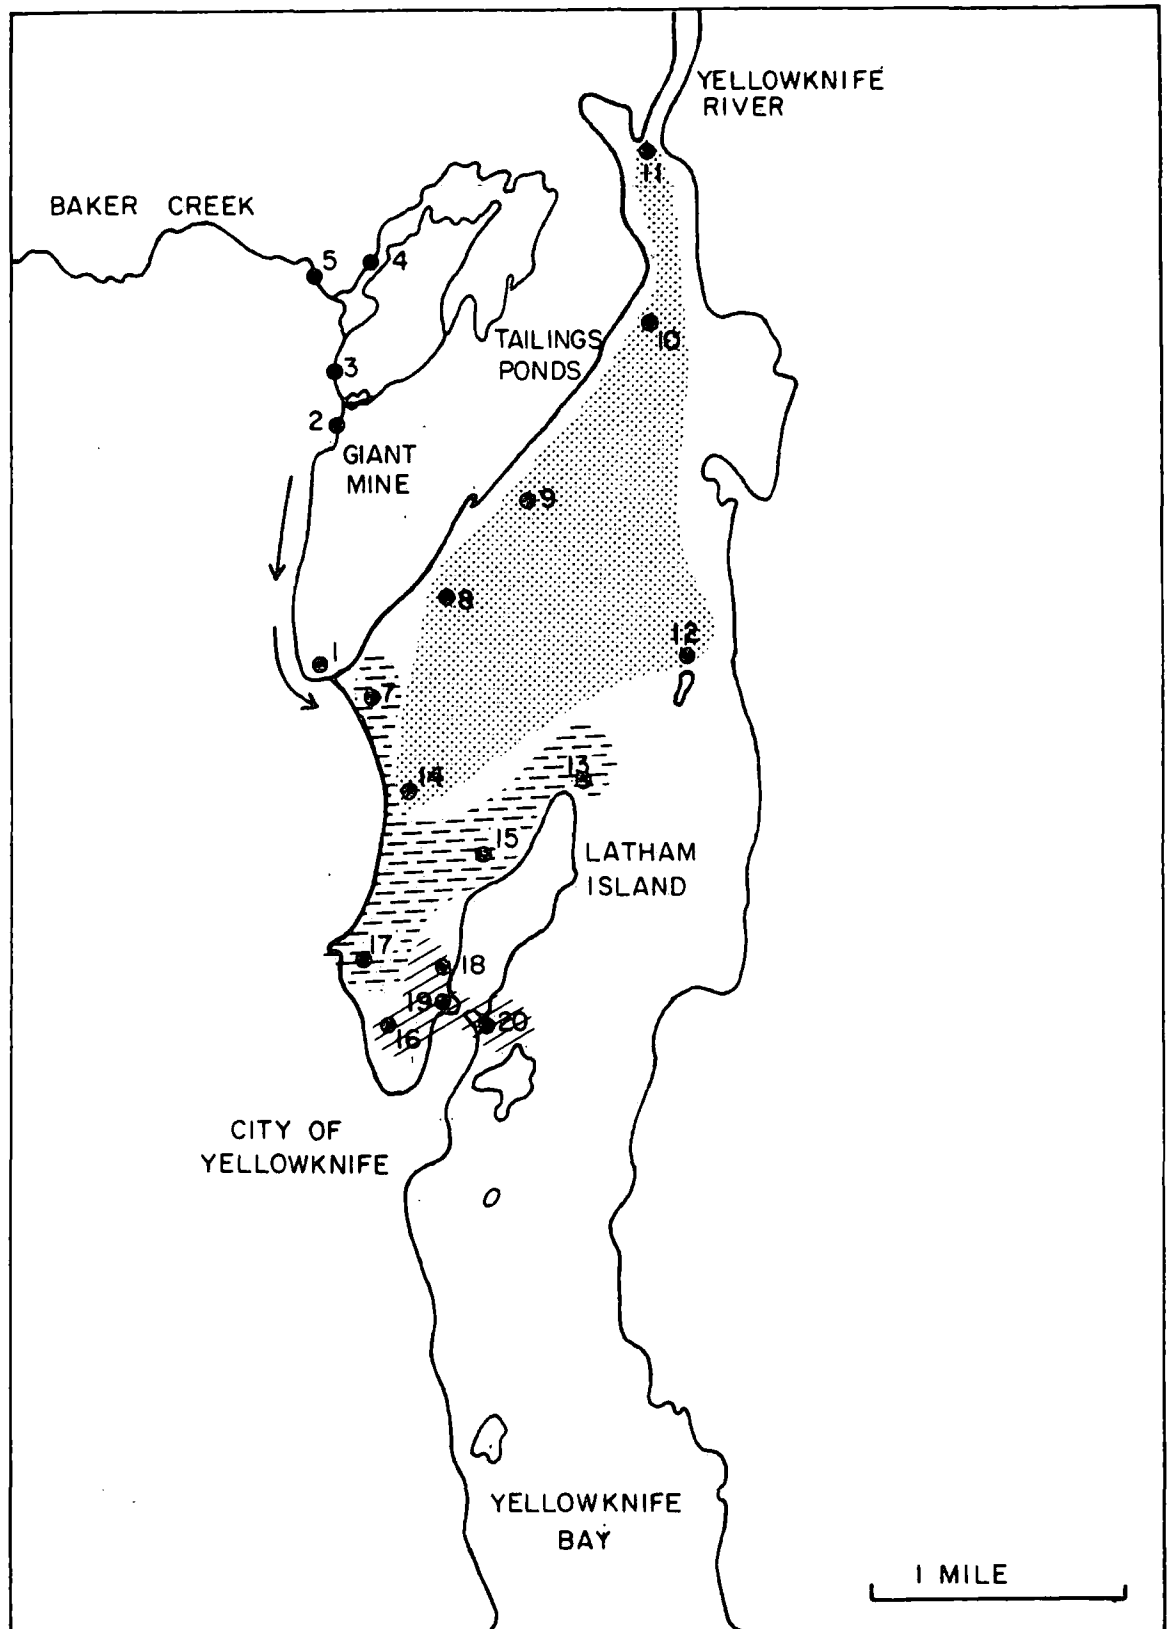 YELLOWKNIFE
RIVER
11
BAKER CREEK
5
4
10
TAILINGS
PONDS
3
2
GIANT
MINE
9
8
12
1
7
13
14
15
LATHAM
ISLAND
17
18
19
20
16
CITY OF
YELLOWKNIFE
YELLOWKNIFE
BAY
1 MILE